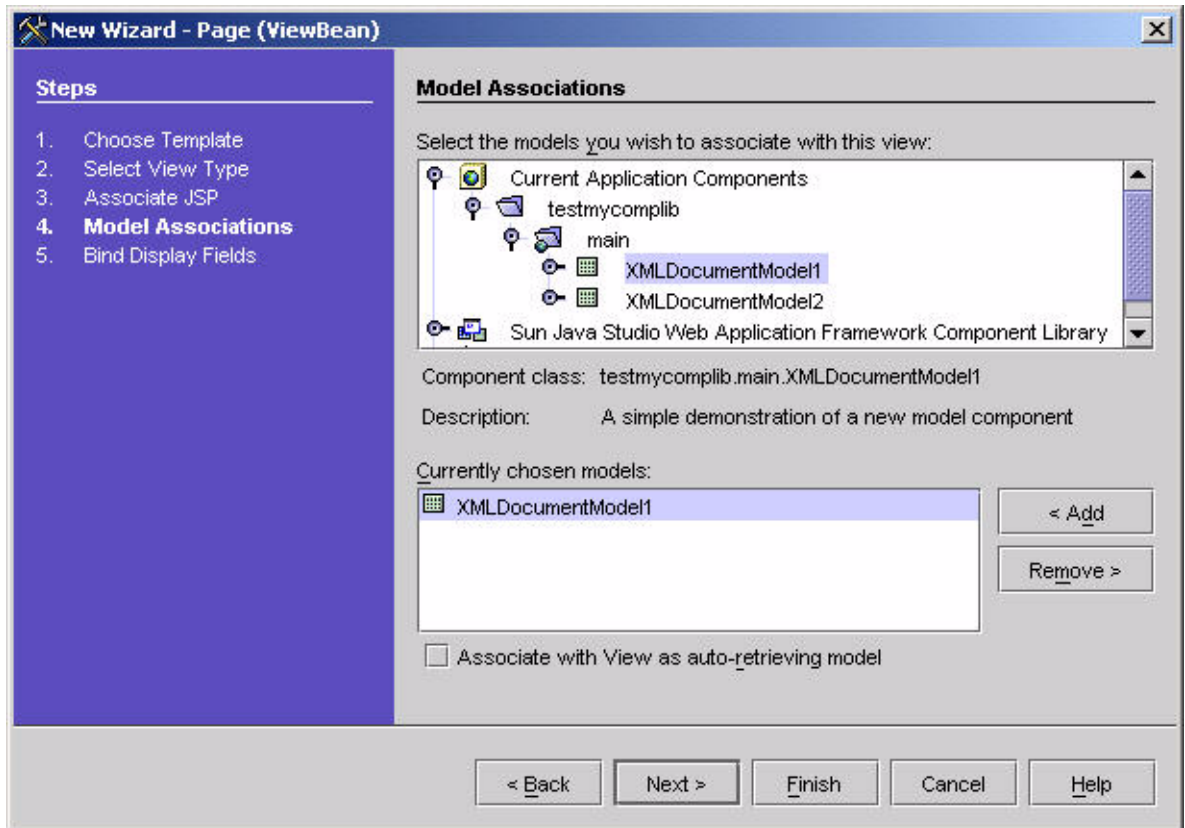 New Wizard - Page (ViewBean)
Steps
1. Choose Template
2. Select View Type
3. Associate JSP
4. Model Associations
5. Bind Display Fields
Model Associations
Select the models you wish to associate with this view:
Current Application Components
testmycomplib
main
XMLDocumentModel1
XMLDocumentModel2
Sun Java Studio Web Application Framework Component Library
Component class: testmycomplib.main.XMLDocumentModel1
Description: A simple demonstration of a new model component
Currently chosen models:
XMLDocumentModel1
< Add
Remove >
Associate with View as auto-retrieving model
< Back
Next >
Finish
Cancel
Help